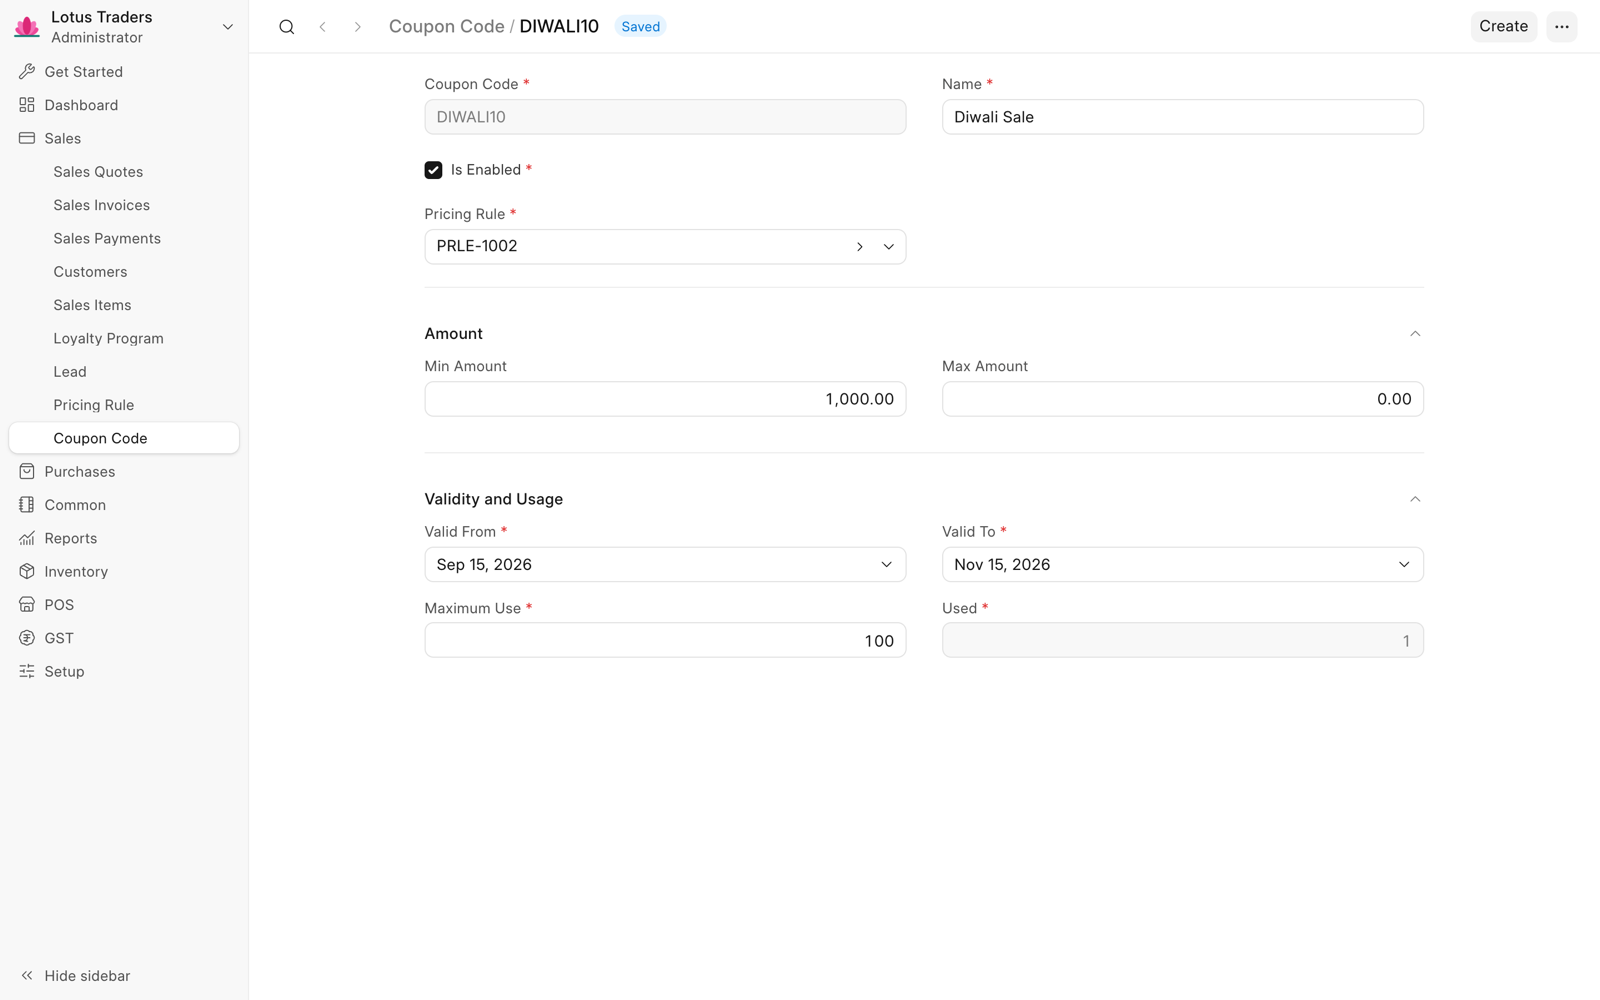 Lotus Traders
Administrator
Get Started
Dashboard
Sales
Sales Quotes
Sales Invoices
Sales Payments
Customers
Sales Items
Loyalty Program
Lead
Pricing Rule
Coupon Code
Purchases
Common
Reports
Inventory
POS
GST
Setup
Hide sidebar
Coupon Code / DIWALI10 Saved
Create
Coupon Code * Name *
DIWALI10 Diwali Sale
Is Enabled *
Pricing Rule *
PRLE-1002
Amount
Min Amount Max Amount
1,000.00 0.00
Validity and Usage
Valid From * Valid To *
Sep 15, 2026 Nov 15, 2026
Maximum Use * Used *
100 1